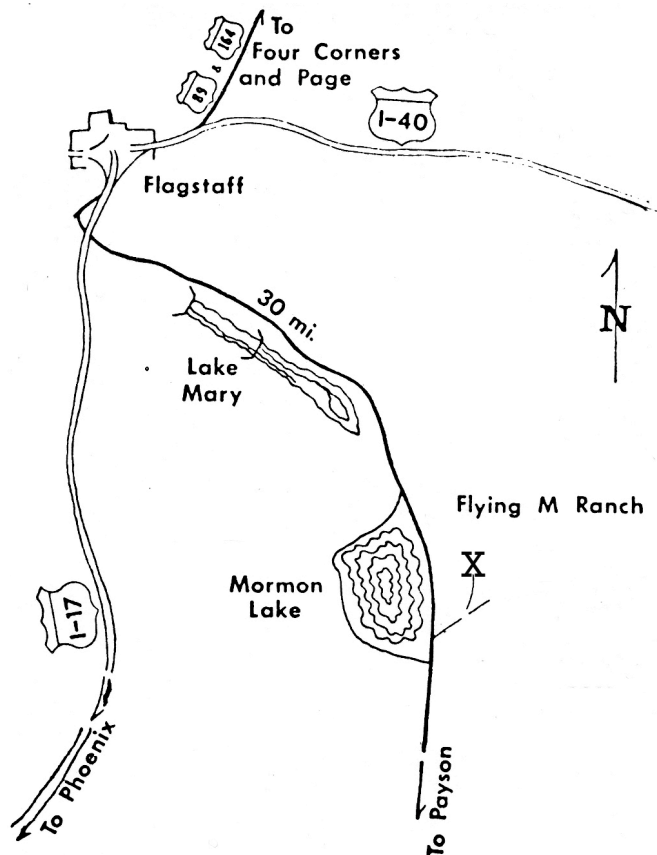 To
Four Corners
and Page
164
&
89
I-40
Flagstaff
30 mi.
N
Lake
Mary
Flying M Ranch
X
Mormon
Lake
I-17
To Phoenix
To Payson